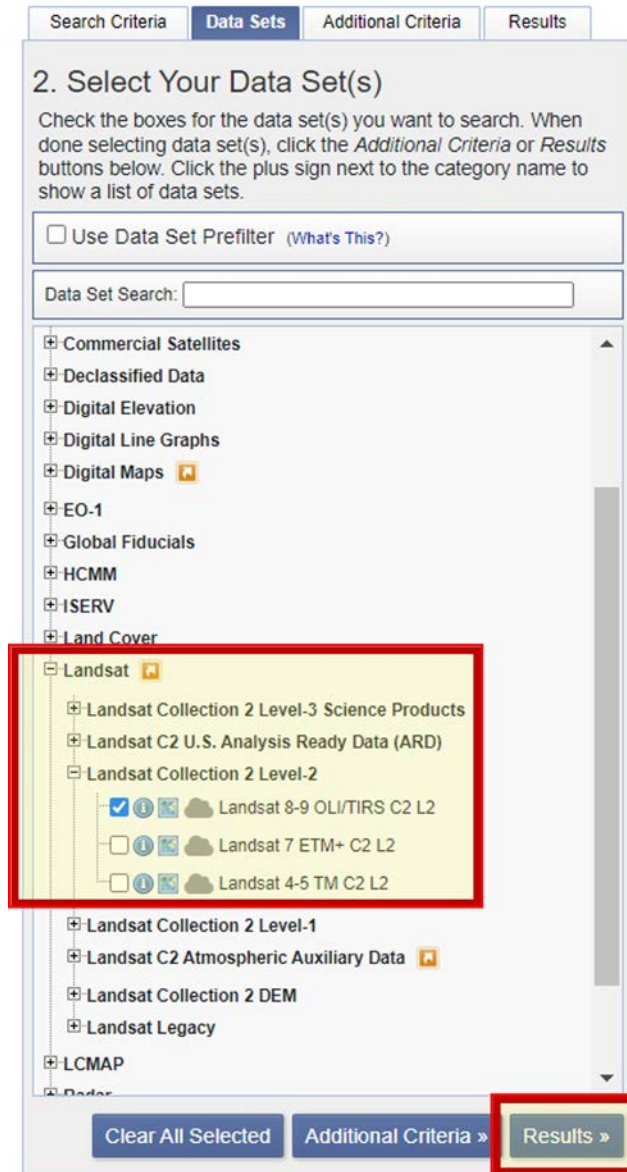 Search Criteria Data Sets Additional Criteria Results
2. Select Your Data Set(s)
Check the boxes for the data set(s) you want to search. When
done selecting data set(s), click the Additional Criteria or Results
buttons below. Click the plus sign next to the category name to
show a list of data sets.
Use Data Set Prefilter (What's This?)
Data Set Search:
Commercial Satellites
Declassified Data
Digital Elevation
Digital Line Graphs
Digital Maps
EO-1
Global Fiducials
HCMM
ISERV
Land Cover
Landsat
Landsat Collection 2 Level-3 Science Products
Landsat C2 U.S. Analysis Ready Data (ARD)
Landsat Collection 2 Level-2
Landsat 8-9 OLI/TIRS C2 L2
Landsat 7 ETM+ C2 L2
Landsat 4-5 TM C2 L2
Landsat Collection 2 Level-1
Landsat C2 Atmospheric Auxiliary Data
Landsat Collection 2 DEM
Landsat Legacy
LCMAP
Radar
Clear All Selected Additional Criteria » Results »